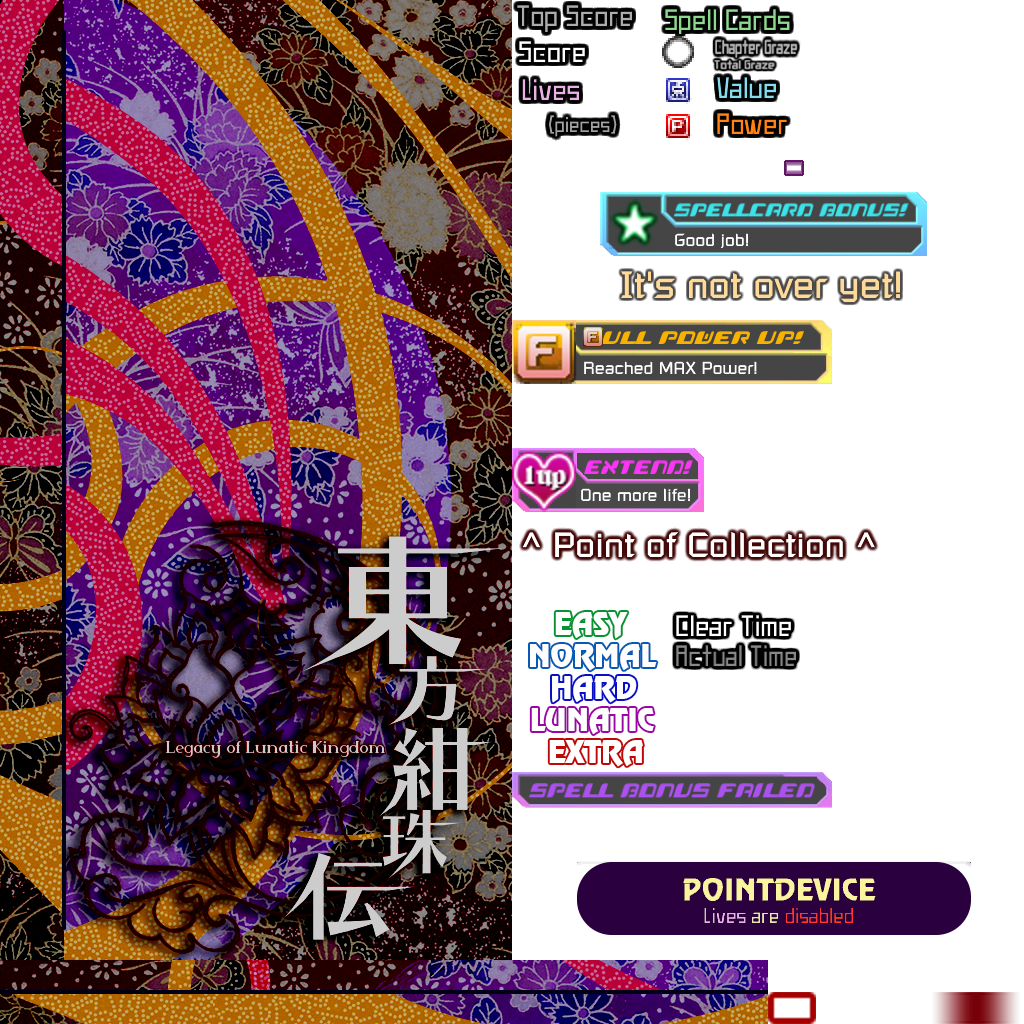 Top Score
Score
Lives
(pieces)
Spell Cards
Chapter Graze
Total Graze
Value
P
Power
SPELLCARD BONUS!
Good job!
It's not over yet!
F
FULL POWER UP!
Reached MAX Power!
1up
EXTEND!
One more life!
^ Point of Collection ^
東方紺珠伝
Legacy of Lunatic Kingdom
EASY
NORMAL
HARD
LUNATIC
EXTRA
Clear Time
Actual Time
SPELL BONUS FAILED
POINTDEVICE
Lives are disabled